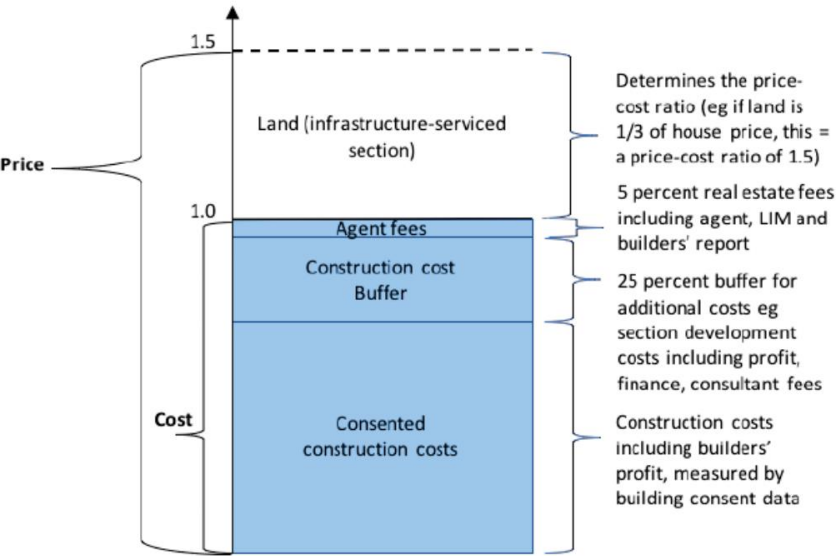 1.5
Land (infrastructure-serviced
section)
Determines the price-
cost ratio (eg if land is
1/3 of house price, this =
a price-cost ratio of 1.5)
Price
1.0
Agent fees
5 percent real estate fees
including agent, LIM and
builders' report
Construction cost
Buffer
25 percent buffer for
additional costs eg
section development
costs including profit,
finance, consultant fees
Cost
Consented
construction costs
Construction costs
including builders'
profit, measured by
building consent data